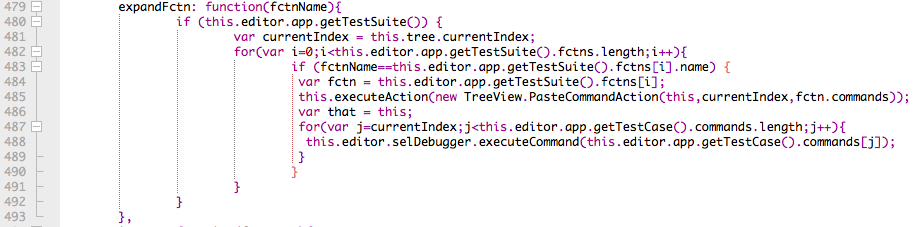 479 expandFctn: function(fctnName){
480 if (this.editor.app.getTestSuite()) {
481 var currentIndex = this.tree.currentIndex;
482 for(var i=0;i<this.editor.app.getTestSuite().fctns.length;i++){
483 if (fctnName==this.editor.app.getTestSuite().fctns[i].name) {
484 var fctn = this.editor.app.getTestSuite().fctns[i];
485 this.executeAction(new TreeView.PasteCommandAction(this,currentIndex,fctn.commands));
486 var that = this;
487 for(var j=currentIndex;j<this.editor.app.getTestCase().commands.length;j++){
488 this.editor.selDebugger.executeCommand(this.editor.app.getTestCase().commands[j]);
489 }
490 }
491 }
492 }
493 },